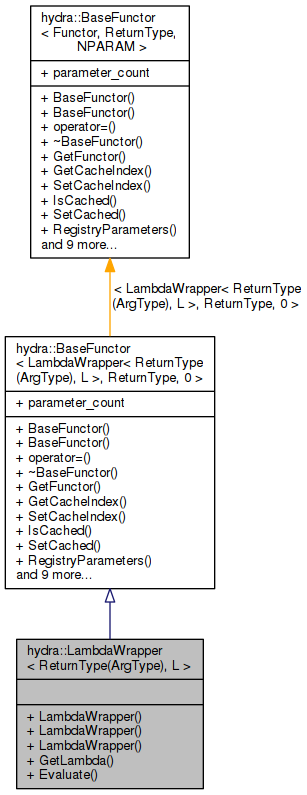 hydra::BaseFunctor
< Functor, ReturnType,
NPARAM >
+ parameter_count
+ BaseFunctor()
+ BaseFunctor()
+ operator=()
+ ~BaseFunctor()
+ GetFunctor()
+ GetCacheIndex()
+ SetCacheIndex()
+ IsCached()
+ SetCached()
+ RegistryParameters()
and 9 more...
< LambdaWrapper< ReturnType
(ArgType), L >, ReturnType, 0 >
hydra::BaseFunctor
< LambdaWrapper< ReturnType
(ArgType), L >, ReturnType, 0 >
+ parameter_count
+ BaseFunctor()
+ BaseFunctor()
+ operator=()
+ ~BaseFunctor()
+ GetFunctor()
+ GetCacheIndex()
+ SetCacheIndex()
+ IsCached()
+ SetCached()
+ RegistryParameters()
and 9 more...
hydra::LambdaWrapper
< ReturnType(ArgType), L >
+ LambdaWrapper()
+ LambdaWrapper()
+ LambdaWrapper()
+ GetLambda()
+ Evaluate()